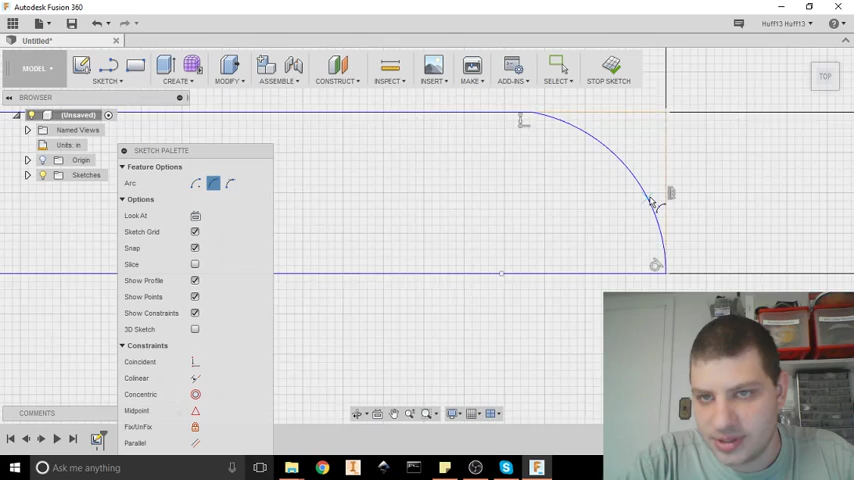 Autodesk Fusion 360
Huff13 Huff13
Untitled*
MODEL
SKETCH
CREATE
MODIFY
ASSEMBLE
CONSTRUCT
INSPECT
INSERT
MAKE
ADD-INS
SELECT
STOP SKETCH
TOP
BROWSER
(Unsaved)
Named Views
Units: in
Origin
Sketches
SKETCH PALETTE
Feature Options
Arc
Options
Look At
Sketch Grid
Snap
Slice
Show Profile
Show Points
Show Constraints
3D Sketch
Constraints
Coincident
Colinear
Concentric
Midpoint
Fix/UnFix
Parallel
COMMENTS
Ask me anything